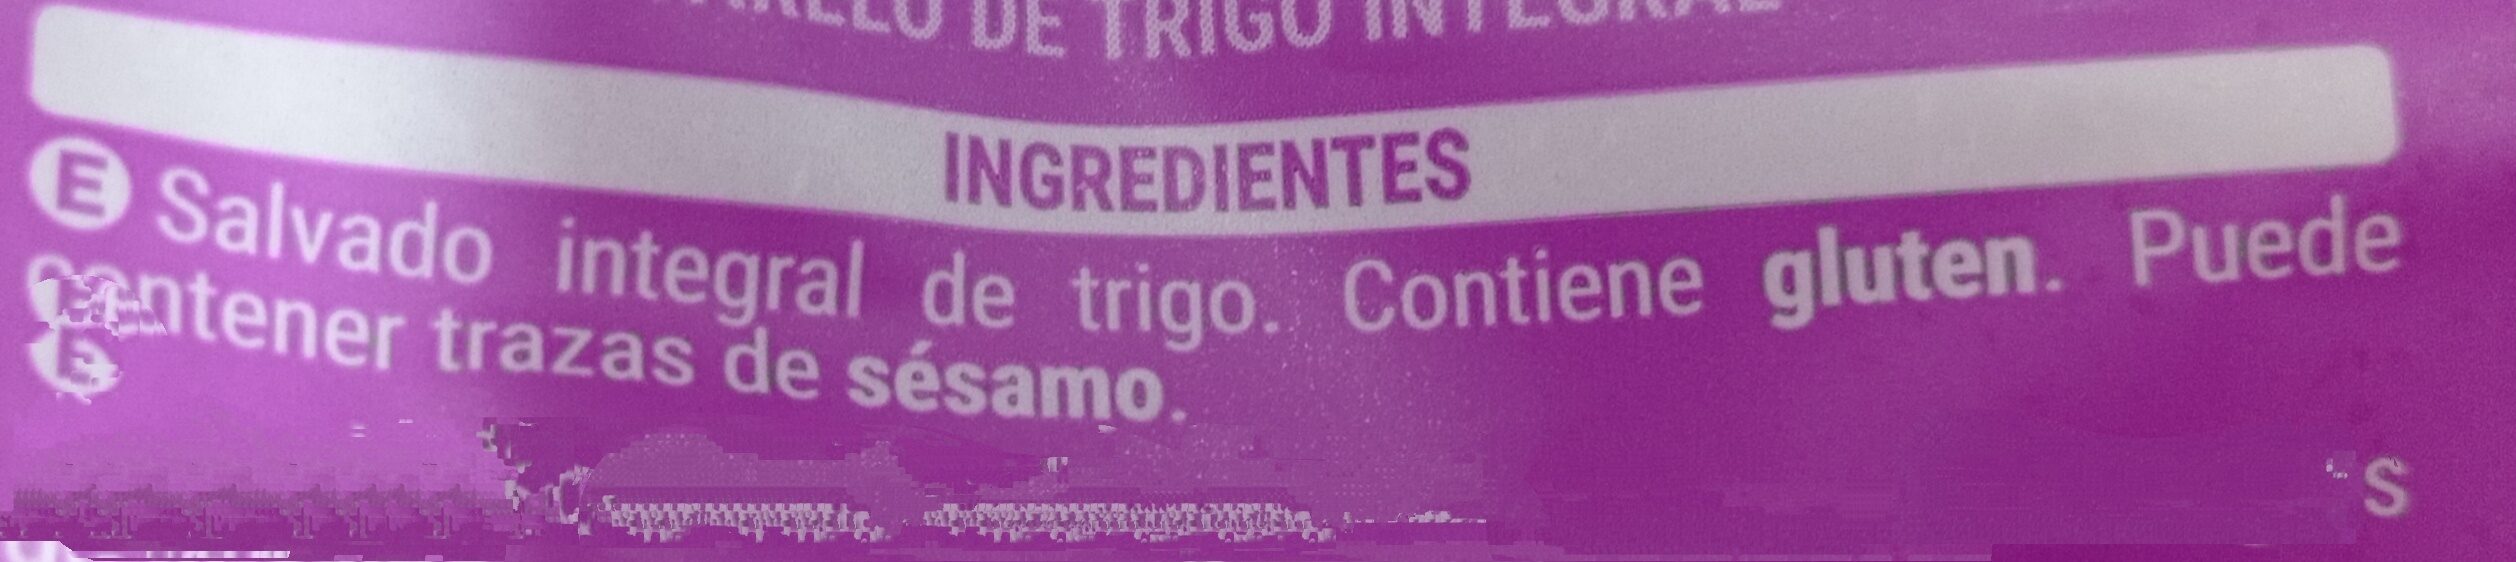 DE TRIGO INTEGRAL
INGREDIENTES
E Salvado integral de trigo. Contiene gluten. Puede
contener trazas de sésamo.